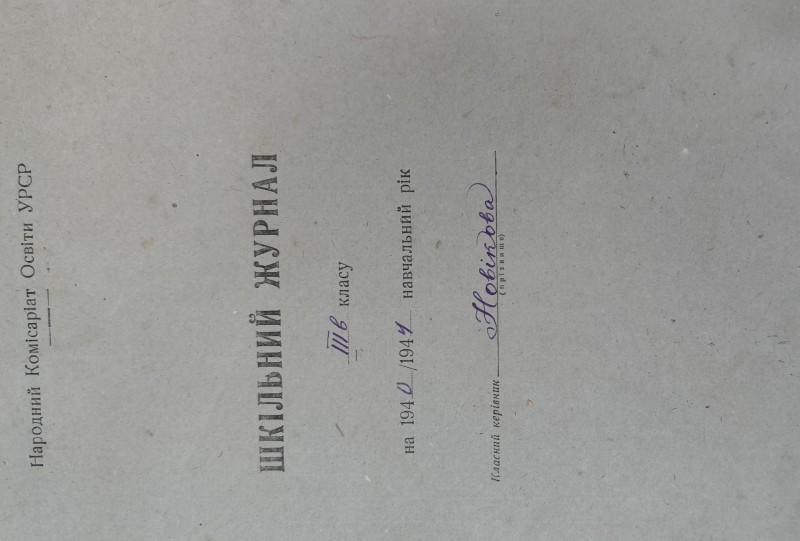 Народний Комісаріат Освіти УРСР
ШКІЛЬНИЙ ЖУРНАЛ
III в класу
на 1940/1941 навчальний рік
Класний керівник Новікова
(прізвище)